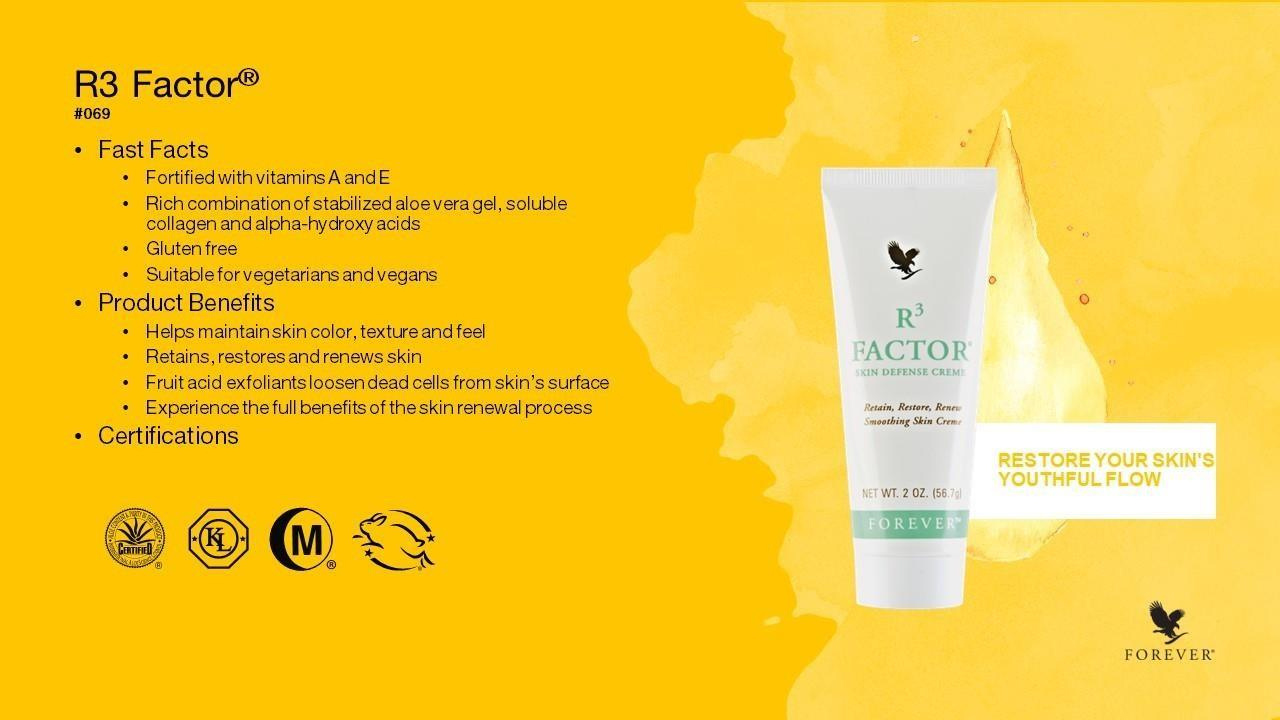 R3 Factor®
#069
• Fast Facts
• Fortified with vitamins A and E
• Rich combination of stabilized aloe vera gel, soluble
collagen and alpha-hydroxy acids
• Gluten free
• Suitable for vegetarians and vegans
• Product Benefits
• Helps maintain skin color, texture and feel
• Retains, restores and renews skin
• Fruit acid exfoliants loosen dead cells from skin's surface
• Experience the full benefits of the skin renewal process
• Certifications
CERTIFIED
®
KL
M
®
®
R³
FACTOR®
SKIN DEFENSE CREME
Retain, Restore, Renew
Smoothing Skin Creme
NET WT. 2 OZ. (56.7g)
FOREVER™
RESTORE YOUR SKIN'S
YOUTHFUL FLOW
FOREVER®